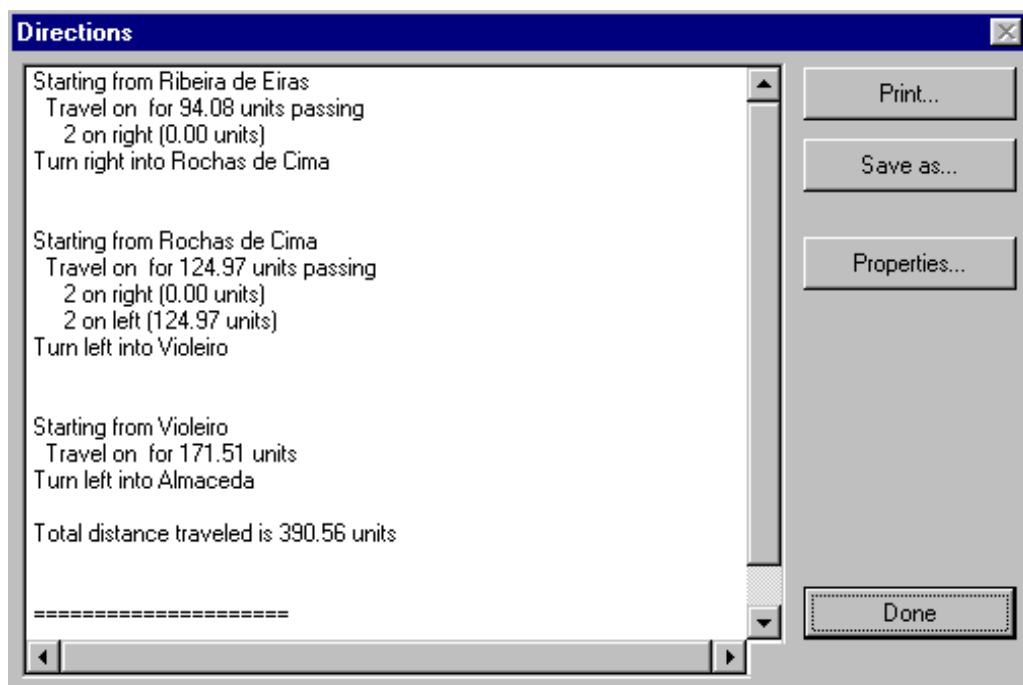 Directions
Starting from Ribeira de Eiras
Travel on  for 94.08 units passing
2 on right (0.00 units)
Turn right into Rochas de Cima
Starting from Rochas de Cima
Travel on  for 124.97 units passing
2 on right (0.00 units)
2 on left (124.97 units)
Turn left into Violeiro
Starting from Violeiro
Travel on  for 171.51 units
Turn left into Almaceda
Total distance traveled is 390.56 units
=====================
Print...
Save as...
Properties...
Done